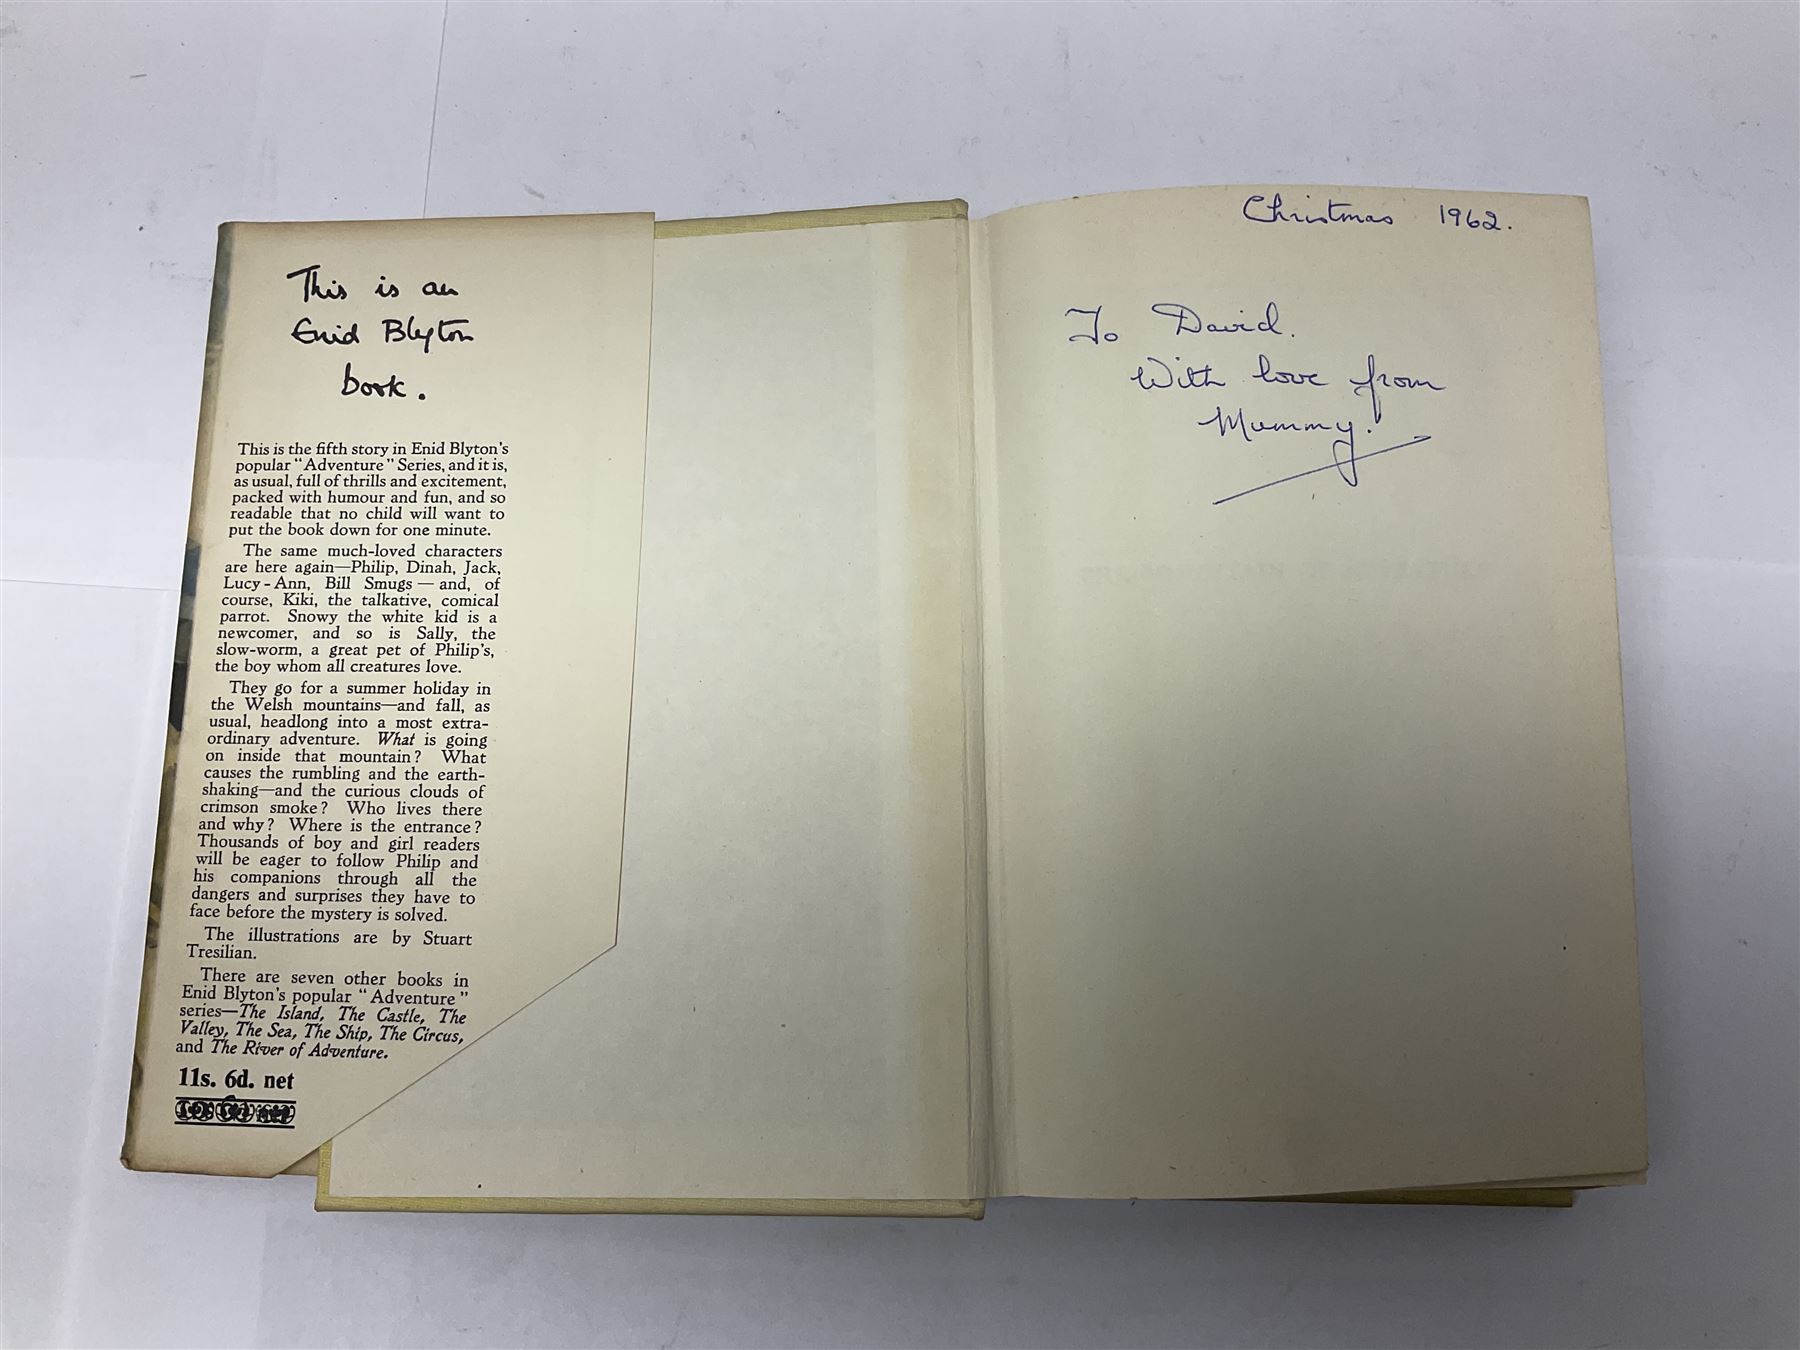 This is an
Enid Blyton
book.
This is the fifth story in Enid Blyton's
popular "Adventure" Series, and it is,
as usual, full of thrills and excitement,
packed with humour and fun, and so
readable that no child will want to
put the book down for one minute.
The same much-loved characters
are here again—Philip, Dinah, Jack,
Lucy-Ann, Bill Smugs — and, of
course, Kiki, the talkative, comical
parrot. Snowy the white kid is a
newcomer, and so is Sally, the
slow-worm, a great pet of Philip's,
the boy whom all creatures love.
They go for a summer holiday in
the Welsh mountains—and fall, as
usual, headlong into a most extra-
ordinary adventure. What is going
on inside that mountain? What
causes the rumbling and the earth-
shaking—and the curious clouds of
crimson smoke? Who lives there
and why? Where is the entrance?
Thousands of boy and girl readers
will be eager to follow Philip and
his companions through all the
dangers and surprises they have to
face before the mystery is solved.
The illustrations are by Stuart
Tresilian.
There are seven other books in
Enid Blyton's popular "Adventure"
series—The Island, The Castle, The
Valley, The Sea, The Ship, The Circus,
and The River of Adventure.
11s. 6d. net
Christmas 1962.
To David.
With love from
Mummy.